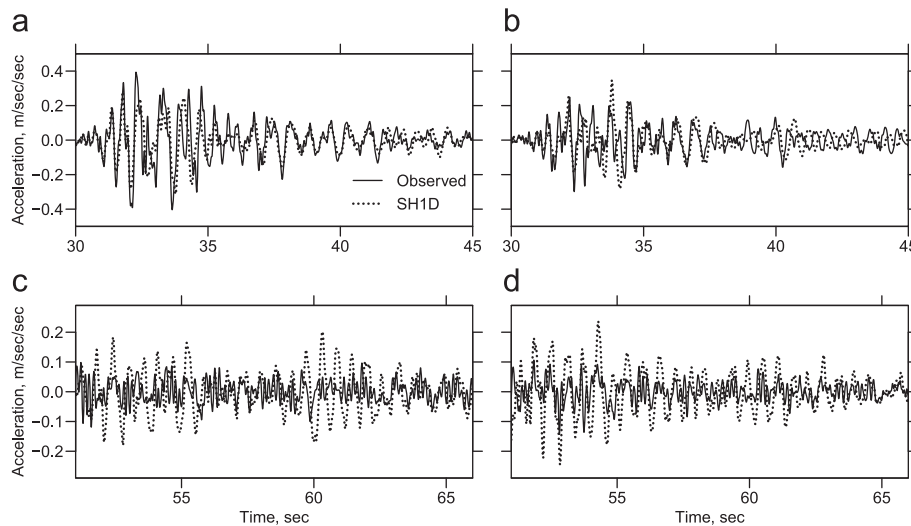 a
b
Acceleration, m/sec/sec
0.4
0.2
0.0
−0.2
−0.4
Observed
SH1D
30 35 40 45
30 35 40 45
c
d
Acceleration, m/sec/sec
0.2
0.1
0.0
−0.1
−0.2
55 60 65
55 60 65
Time, sec
Time, sec